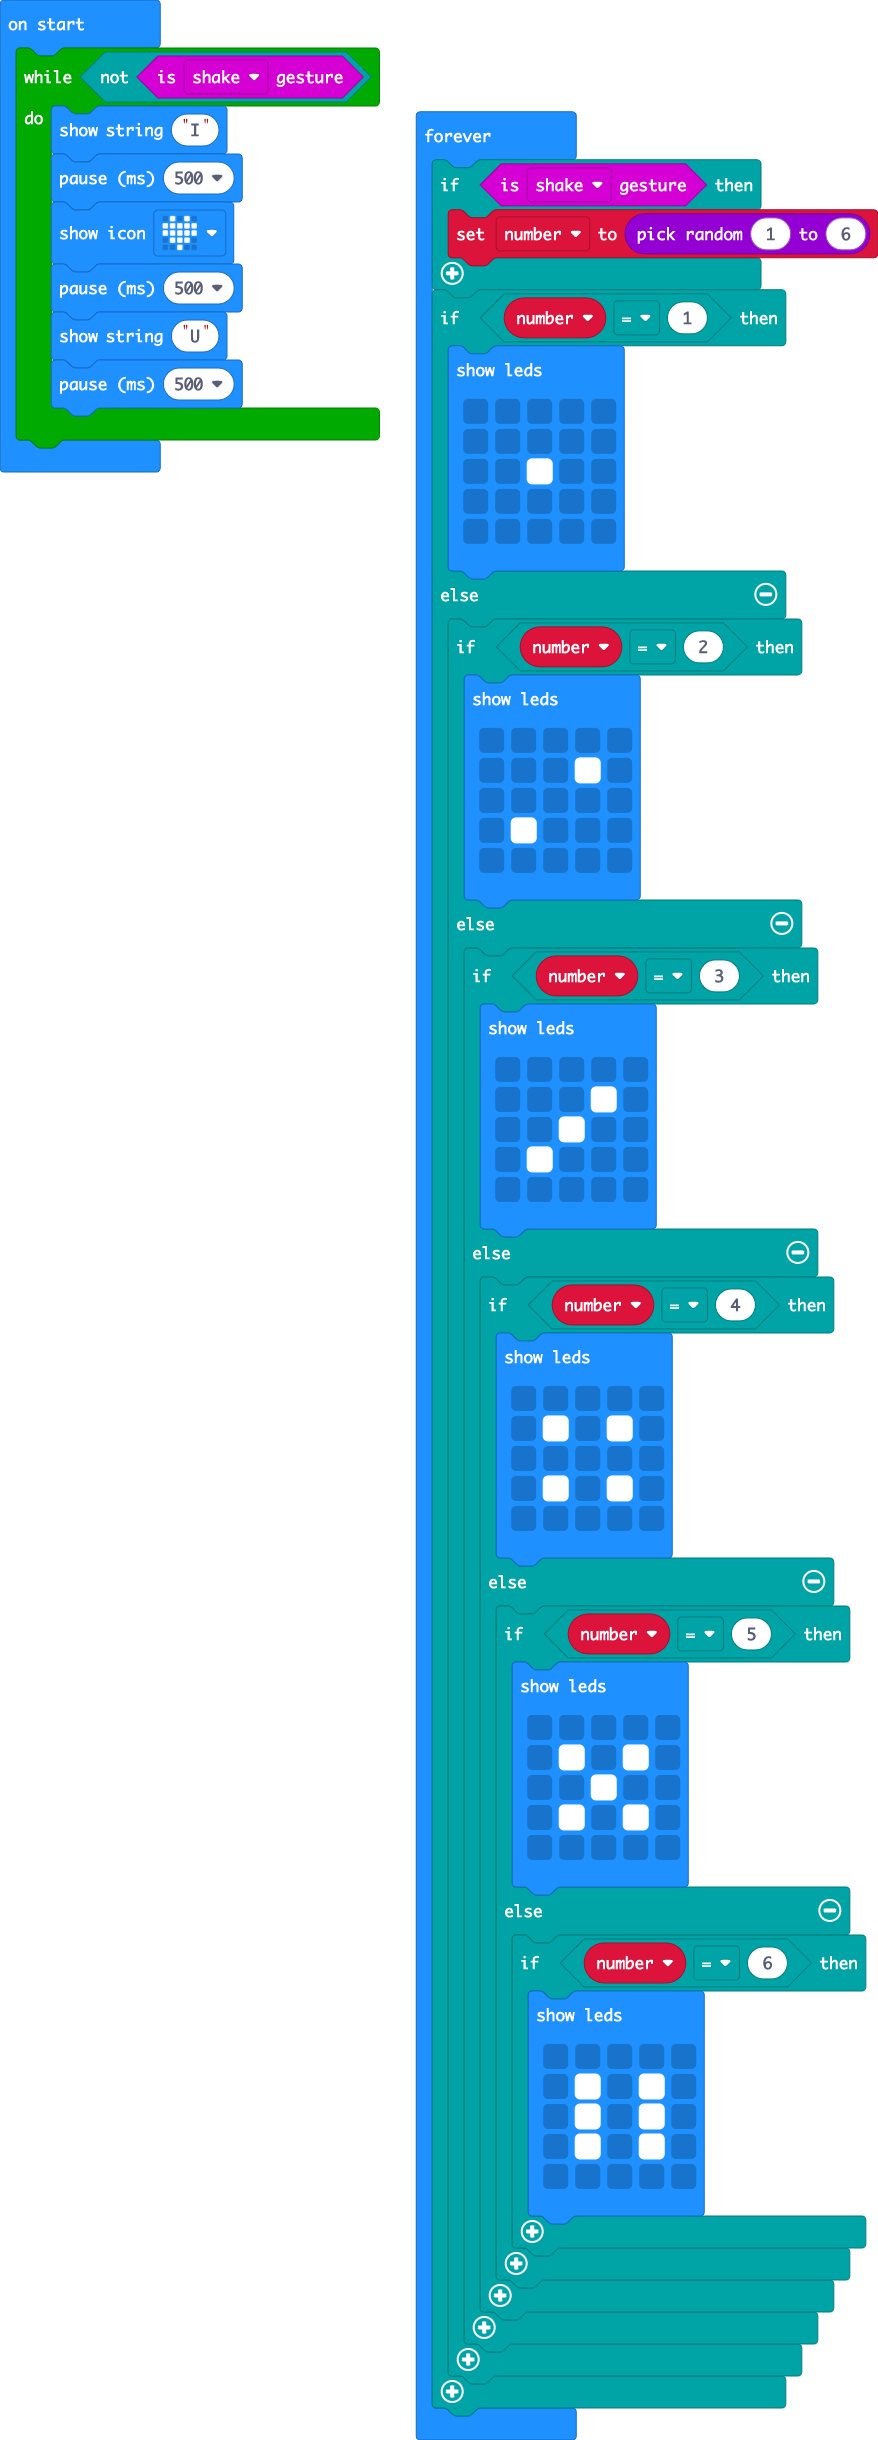 on start
while not is shake gesture
do
show string "I"
pause (ms) 500
show icon
pause (ms) 500
show string "U"
pause (ms) 500
forever
if is shake gesture then
set number to pick random 1 to 6
if number = 1 then
show leds
else
if number = 2 then
show leds
else
if number = 3 then
show leds
else
if number = 4 then
show leds
else
if number = 5 then
show leds
else
if number = 6 then
show leds